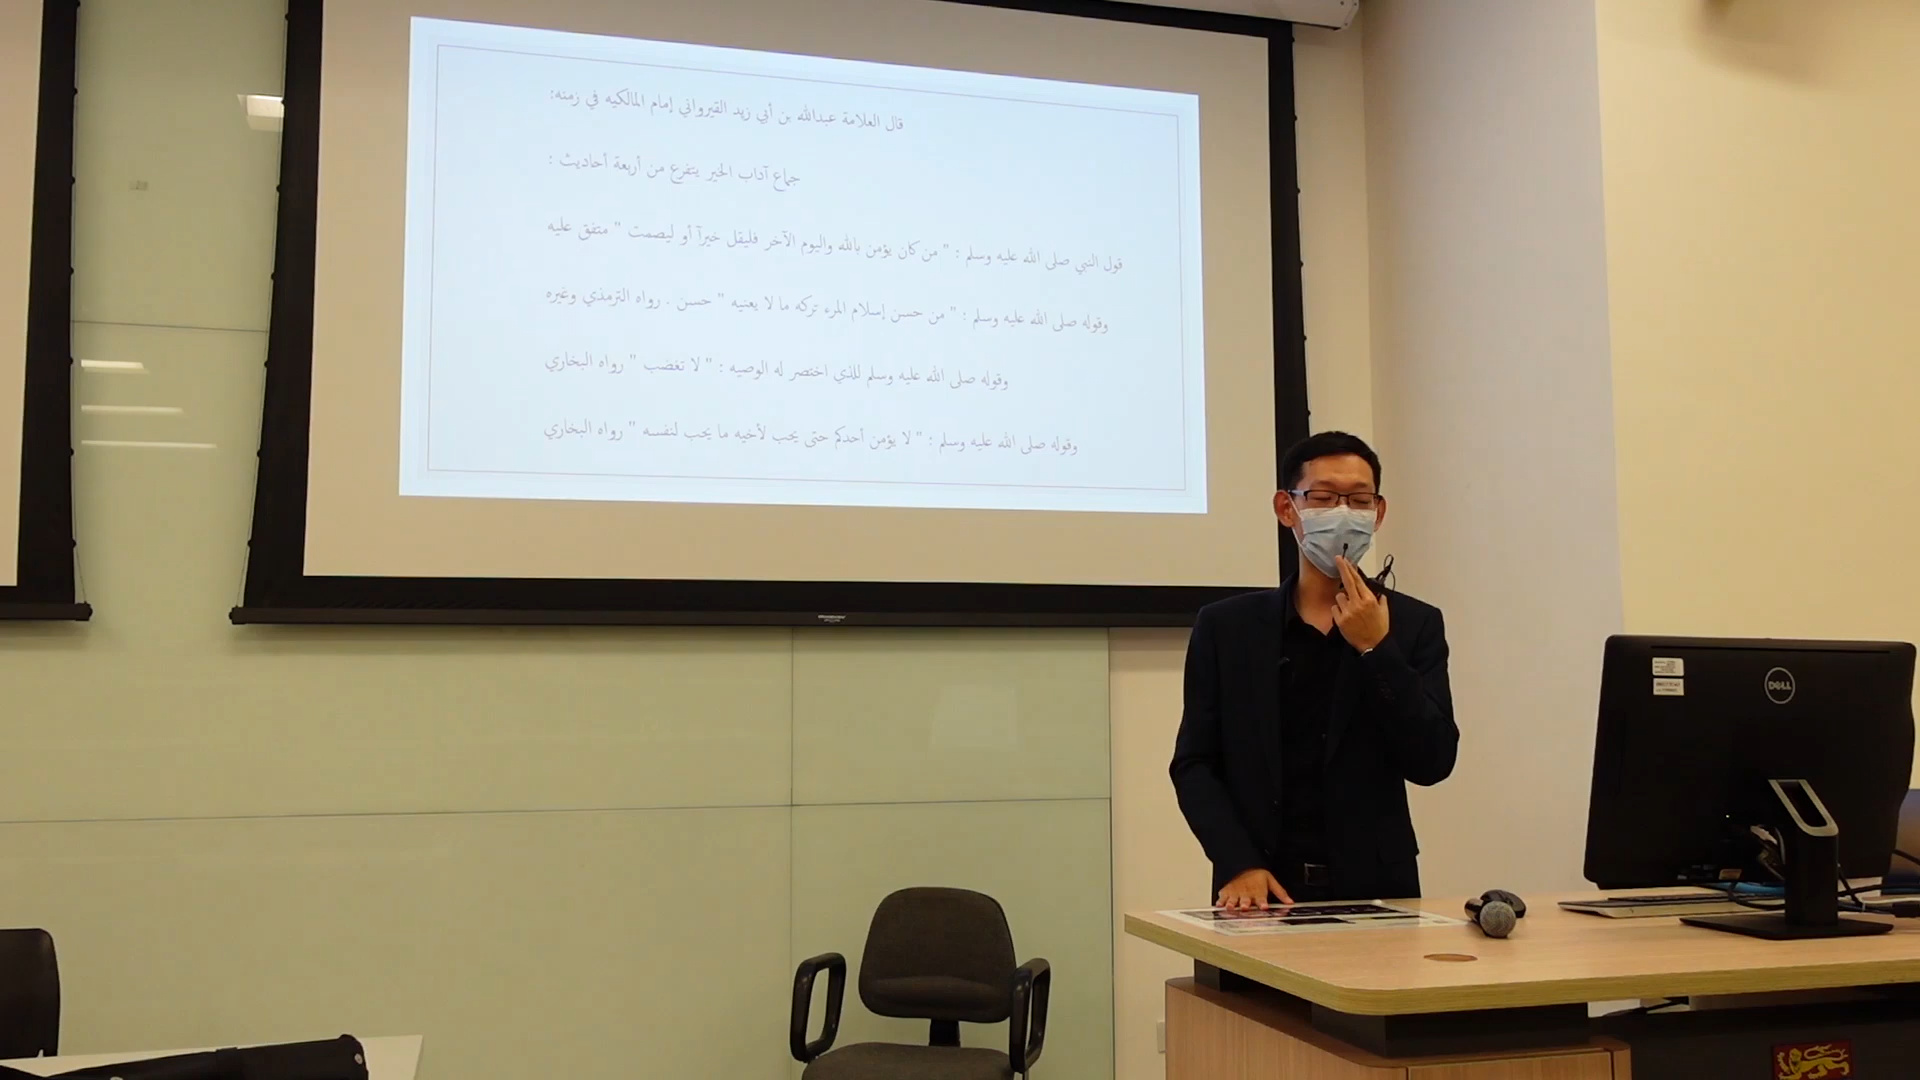 قال العلامة عبدالله بن أبي زيد القيرواني إمام المالكيه في زمنه؛
جماع آداب الخير يتفرع من أربعة أحاديث :
قول النبي صلى الله عليه وسلم : " من كان يؤمن بالله واليوم الآخر فليقل خيرآ أو ليصمت " متفق عليه
وقوله صلى الله عليه وسلم : " من حسن إسلام المرء تركه ما لا يعنيه " حسن . رواه الترمذي وغيره
وقوله صلى الله عليه وسلم للذي اختصر له الوصيه : " لا تغضب " رواه البخاري
وقوله صلى الله عليه وسلم : " لا يؤمن أحدكم حتى يحب لأخيه ما يحب لنفسه " رواه البخاري
DELL